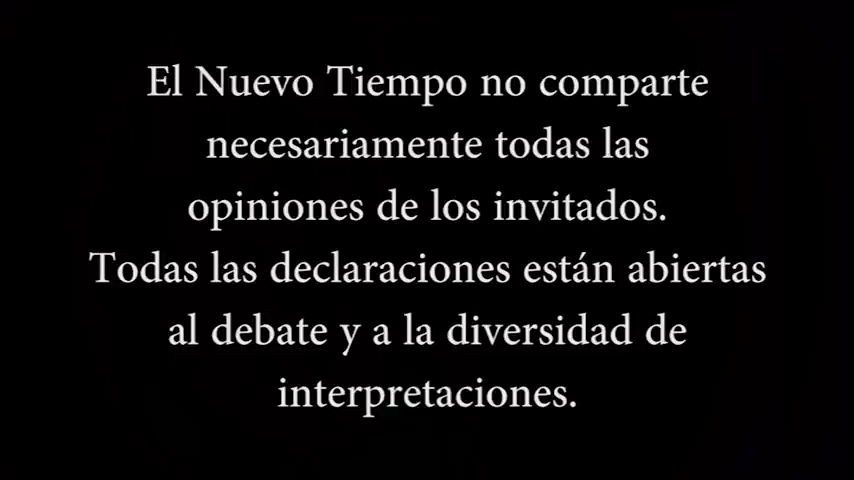 El Nuevo Tiempo no comparte
necesariamente todas las
opiniones de los invitados.
Todas las declaraciones están abiertas
al debate y a la diversidad de
interpretaciones.